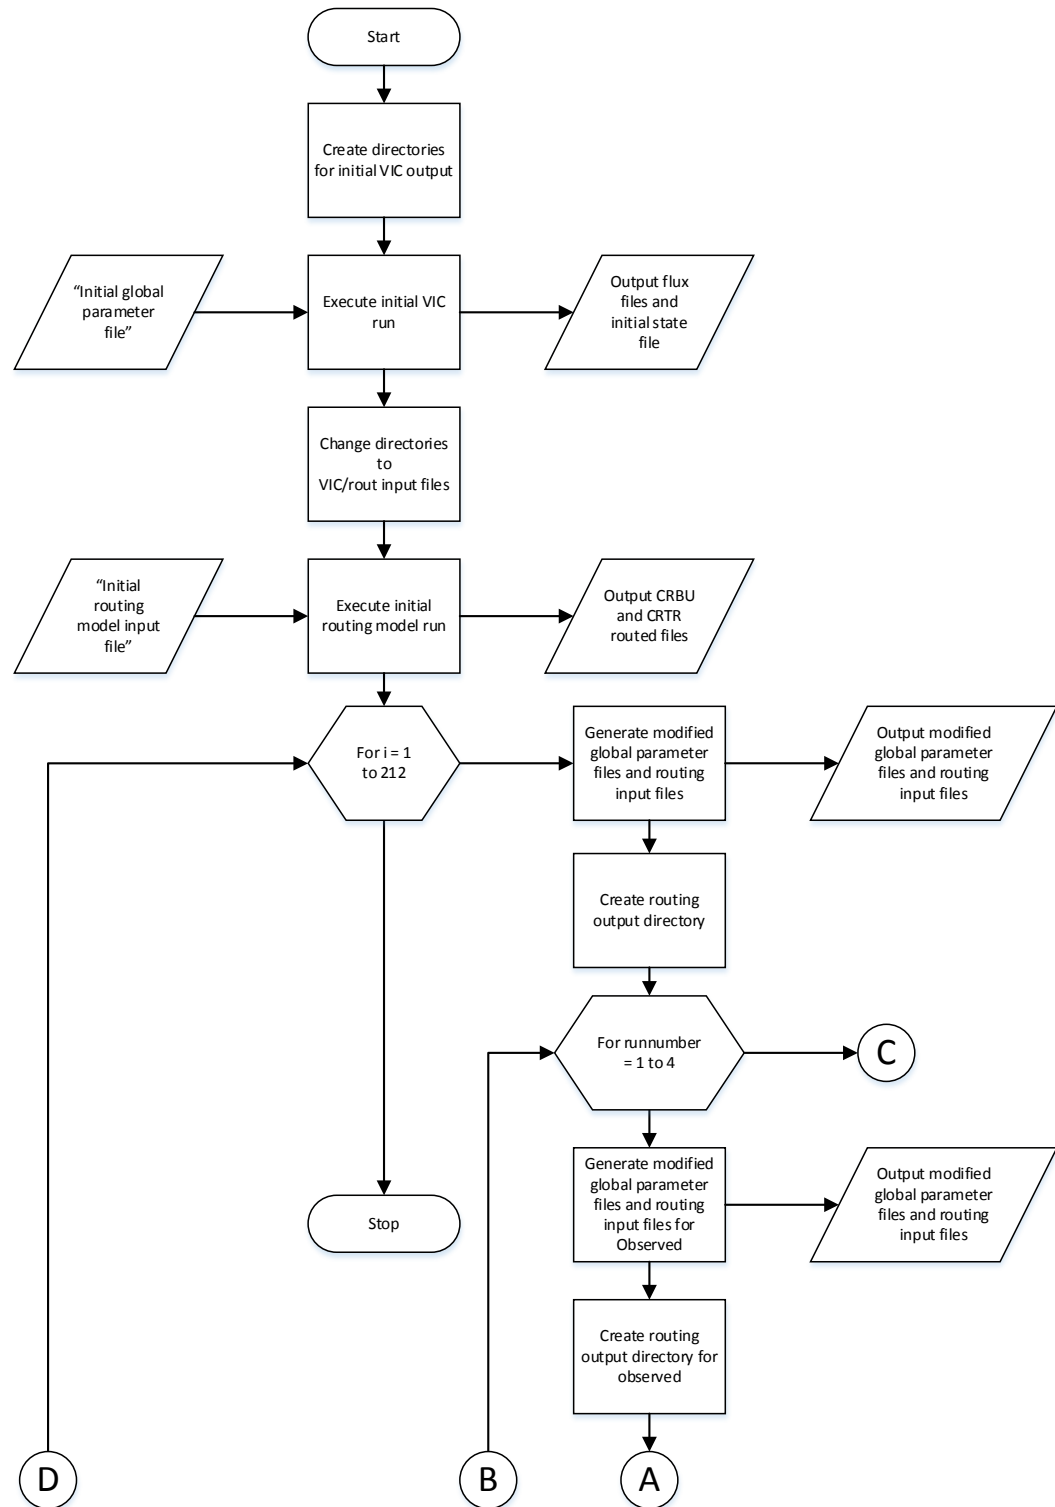 Start
Create directories
for initial VIC output
“Initial global
parameter
file”
Execute initial VIC
run
Output flux
files and
initial state
file
Change directories
to
VIC/rout input files
“Initial
routing
model input
file”
Execute initial
routing model run
Output CRBU
and CRTR
routed files
For i = 1
to 212
Generate modified
global parameter
files and routing
input files
Output modified
global parameter
files and routing
input files
Create routing
output directory
For runnumber
= 1 to 4
C
Generate modified
global parameter
files and routing
input files for
Observed
Output modified
global parameter
files and routing
input files
Stop
Create routing
output directory for
observed
D
B
A